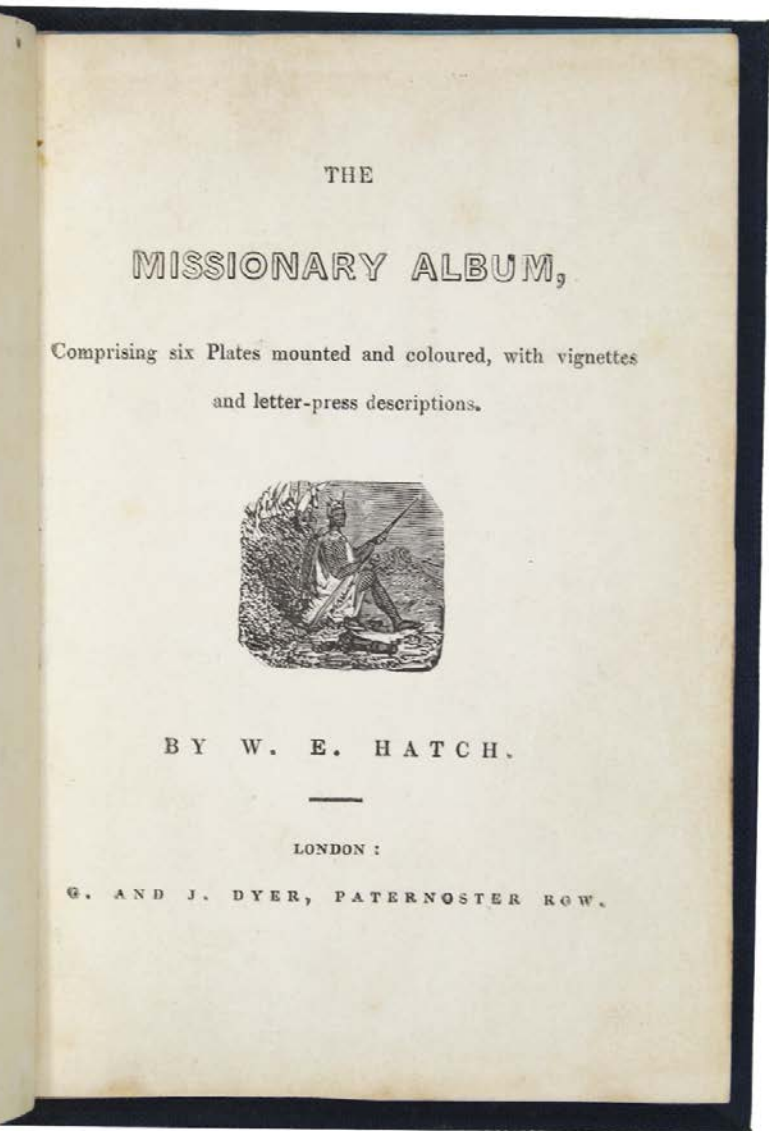 THE
MISSIONARY ALBUM,
Comprising six Plates mounted and coloured, with vignettes
and letter-press descriptions.
BY W. E. HATCH.
LONDON :
G. AND J. DYER, PATERNOSTER ROW.